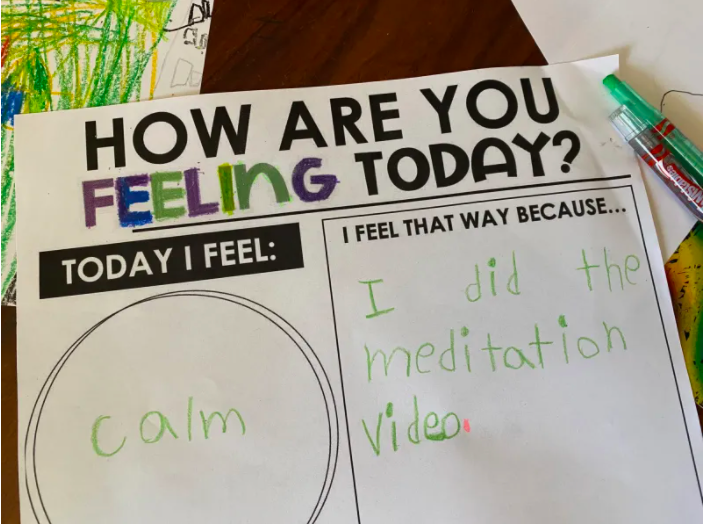 HOW ARE YOU
FEELING TODAY?
TODAY I FEEL:
calm
I FEEL THAT WAY BECAUSE...
I did the
meditation
video.